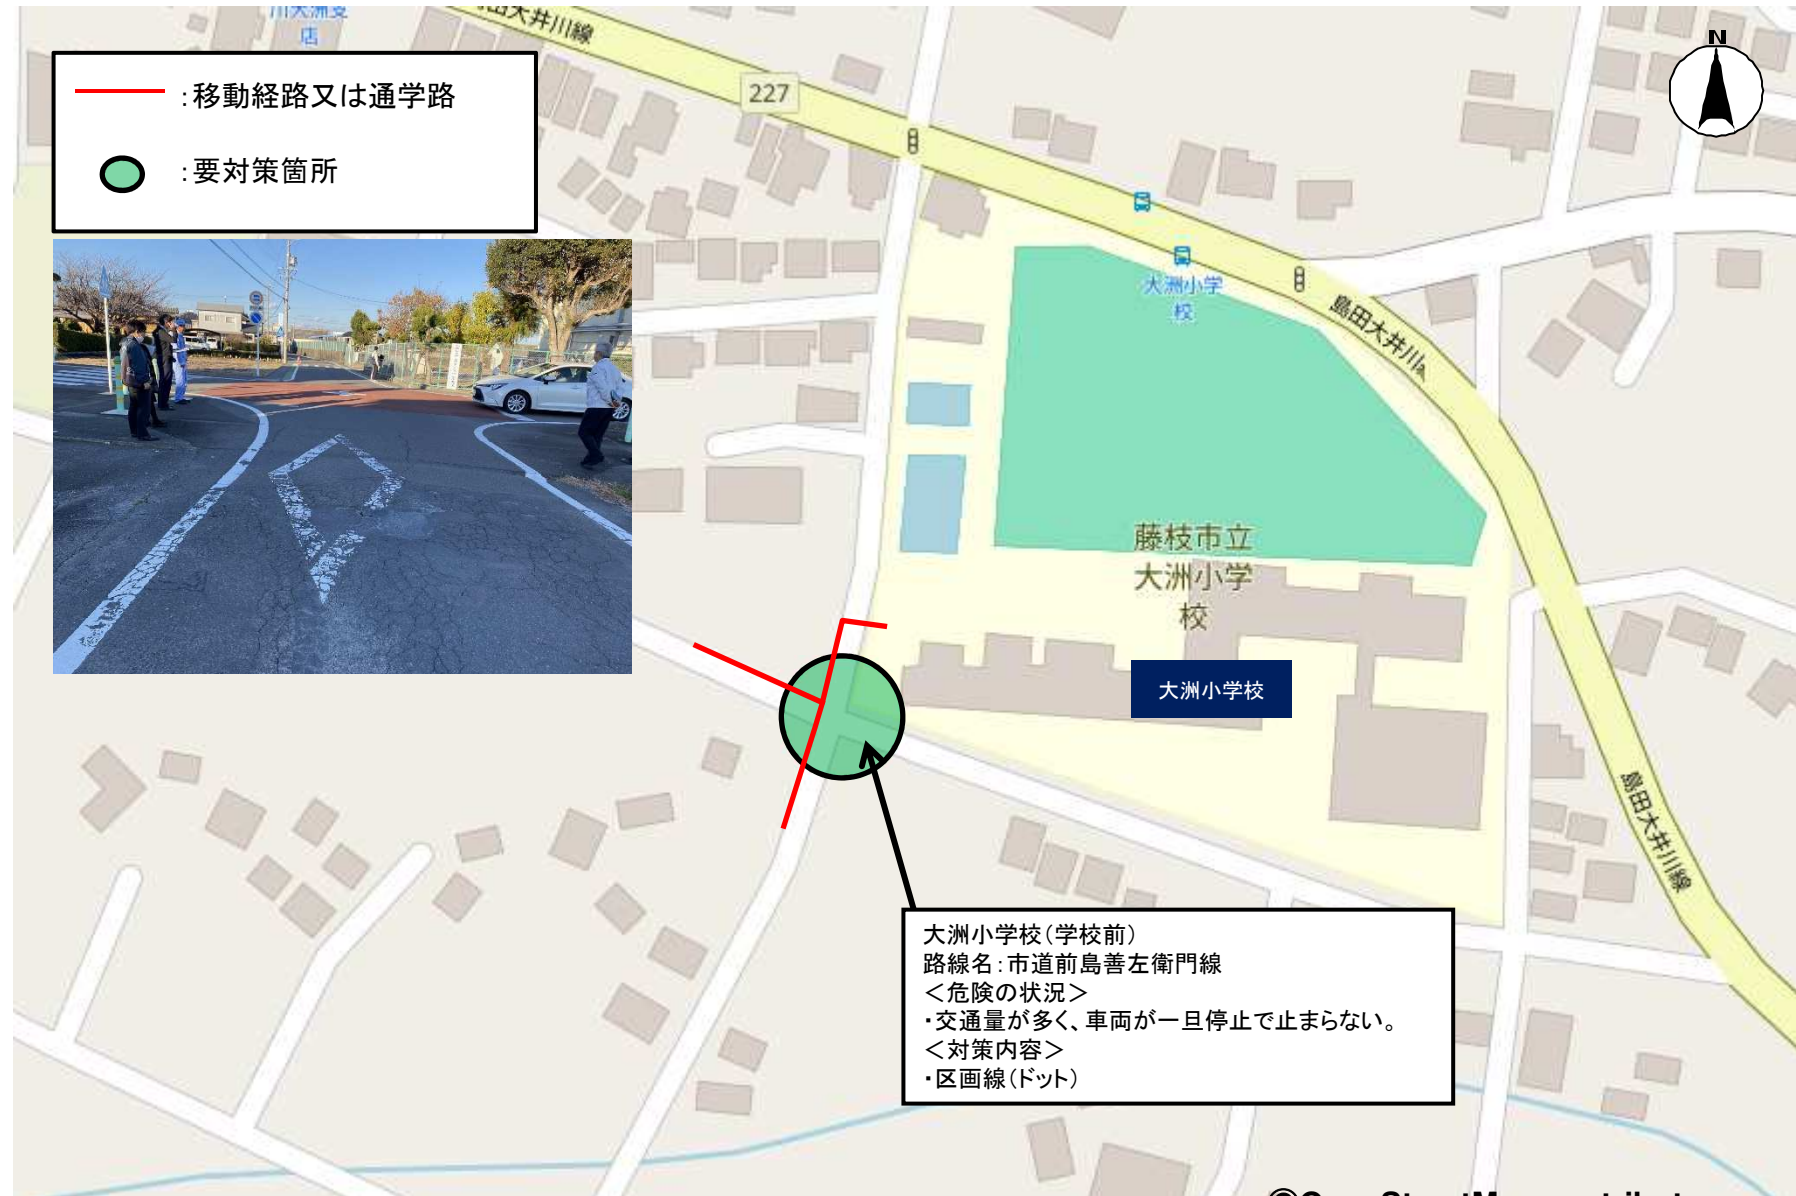 店
島田大井川線
:移動経路又は通学路
:要対策箇所
227
N
大洲小学
校
島田大井川線
藤枝市立
大洲小学
校
大洲小学校
島田大井川線
大洲小学校(学校前)
路線名:市道前島善左衛門線
<危険の状況>
・交通量が多く、車両が一旦停止で止まらない。
<対策内容>
・区画線(ドット)